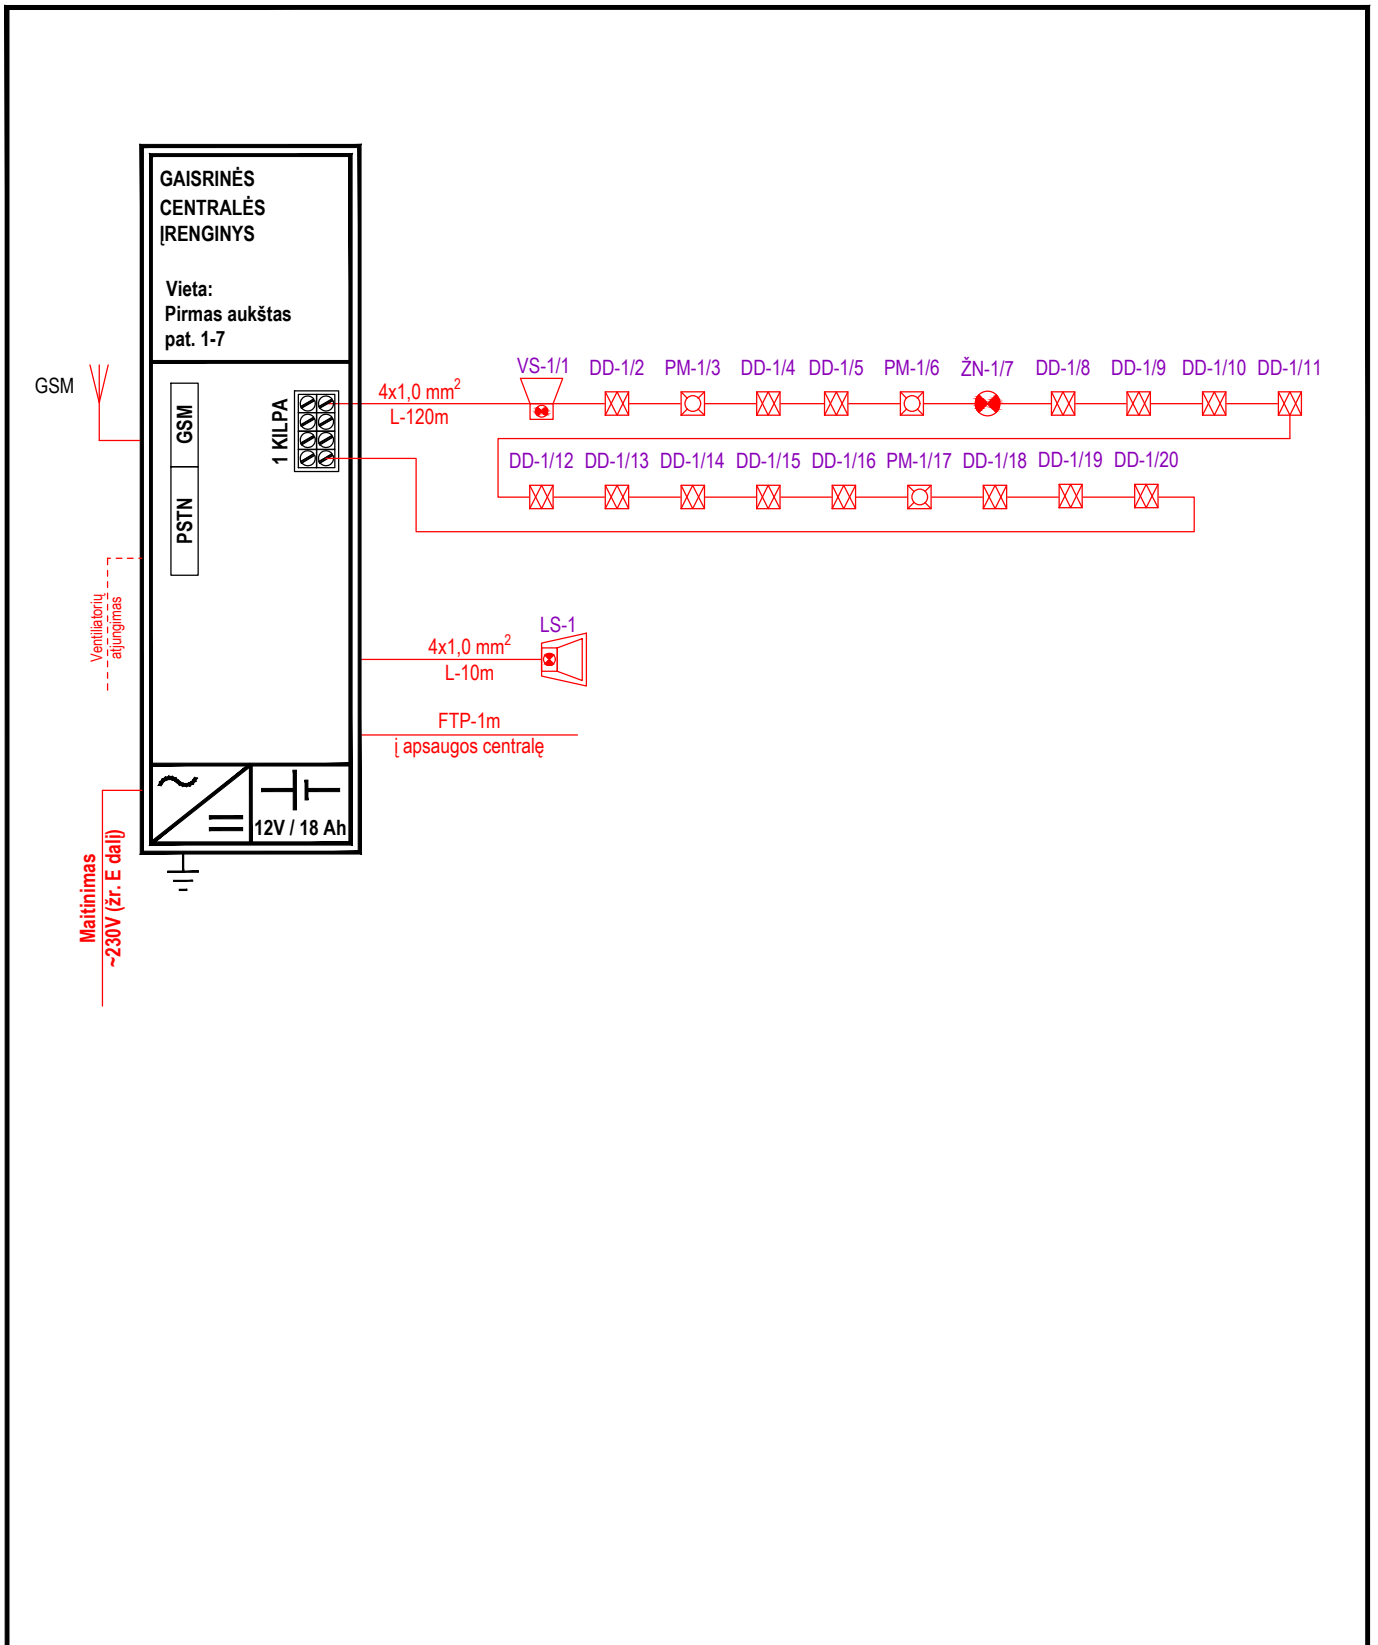 GAISRINĖS
CENTRALĖS
ĮRENGINYS
Vieta:
Pirmas aukštas
pat. 1-7
GSM
GSM
PSTN
1 KILPA
4x1,0 mm²
L-120m
VS-1/1 DD-1/2 PM-1/3 DD-1/4 DD-1/5 PM-1/6 ŽN-1/7 DD-1/8 DD-1/9 DD-1/10 DD-1/11
DD-1/12 DD-1/13 DD-1/14 DD-1/15 DD-1/16 PM-1/17 DD-1/18 DD-1/19 DD-1/20
Ventiliatorių
atjungimas
LS-1
4x1,0 mm²
L-10m
FTP-1m
į apsaugos centralę
12V / 18 Ah
Maitinimas
~230V (žr. E dalį)